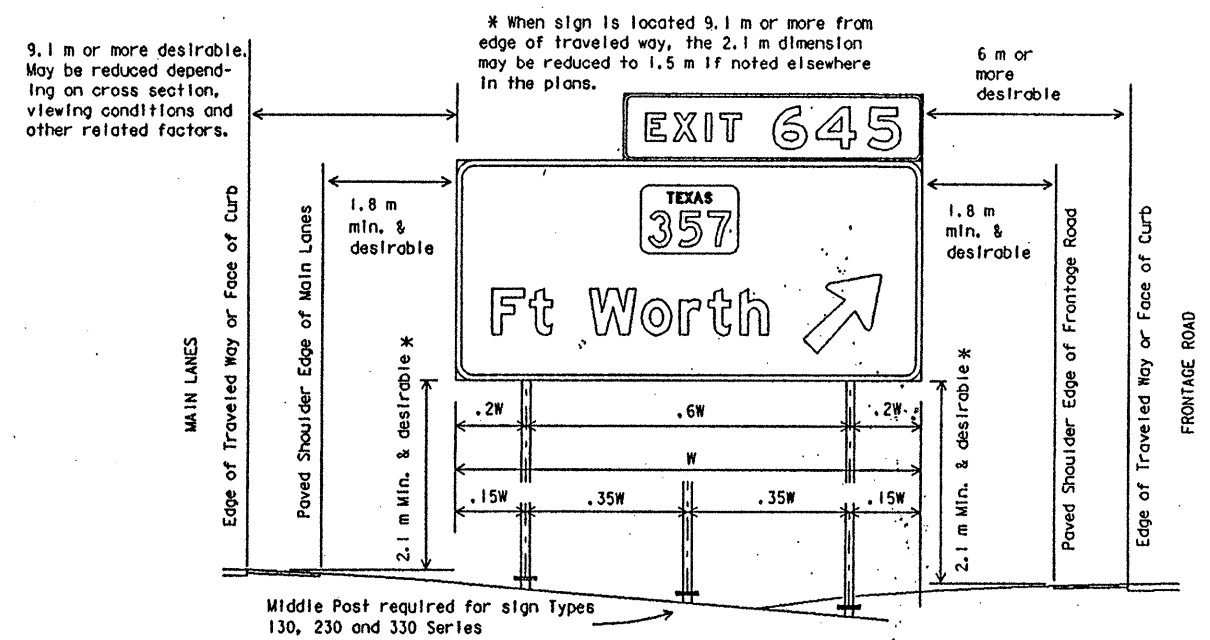 * When sign is located 9.1 m or more from
edge of traveled way, the 2.1 m dimension
may be reduced to 1.5 m if noted elsewhere
in the plans.
9.1 m or more desirable.
May be reduced depend-
ing on cross section,
viewing conditions and
other related factors.
6 m or
more
desirable
EXIT 645
TEXAS
357
Ft Worth
1.8 m
min. &
desirable
1.8 m
min. &
desirable
MAIN LANES
Edge of Traveled Way or Face of Curb
Paved Shoulder Edge of Main Lanes
2.1 m Min. & desirable *
2.1 m Min. & desirable *
Paved Shoulder Edge of Frontage Road
Edge of Traveled Way or Face of Curb
FRONTAGE ROAD
.2W .6W .2W
W
.15W .35W .35W .15W
Middle Post required for sign Types
130, 230 and 330 Series